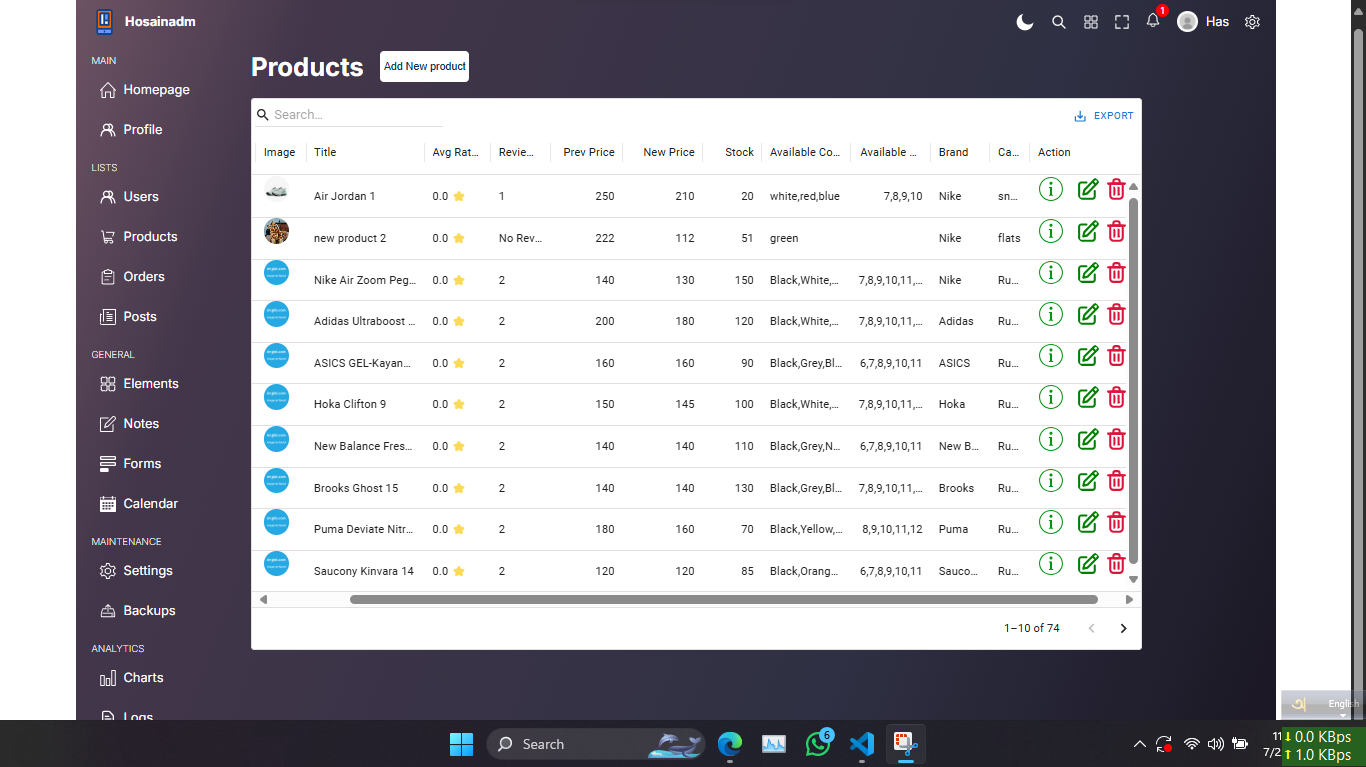 Hosainadm
1
Has
MAIN
Homepage
Profile
LISTS
Users
Products
Orders
Posts
GENERAL
Elements
Notes
Forms
Calendar
MAINTENANCE
Settings
Backups
ANALYTICS
Charts
Logs
Products
Add New product
Search...
EXPORT
Image Title Avg Rat... Revie... Prev Price New Price Stock Available Co... Available ... Brand Ca... Action
Air Jordan 1 0.0 1 250 210 20 white,red,blue 7,8,9,10 Nike sn...
new product 2 0.0 No Rev... 222 112 51 green Nike flats
Nike Air Zoom Peg... 0.0 2 140 130 150 Black,White,... 7,8,9,10,11,... Nike Ru...
Adidas Ultraboost ... 0.0 2 200 180 120 Black,White,... 7,8,9,10,11,... Adidas Ru...
ASICS GEL-Kayan... 0.0 2 160 160 90 Black,Grey,Bl... 6,7,8,9,10,11 ASICS Ru...
Hoka Clifton 9 0.0 2 150 145 100 Black,White,... 7,8,9,10,11,... Hoka Ru...
New Balance Fres... 0.0 2 140 140 110 Black,Grey,N... 6,7,8,9,10,11 New B... Ru...
Brooks Ghost 15 0.0 2 140 140 130 Black,Grey,Bl... 7,8,9,10,11,... Brooks Ru...
Puma Deviate Nitr... 0.0 2 180 160 70 Black,Yellow,... 8,9,10,11,12 Puma Ru...
Saucony Kinvara 14 0.0 2 120 120 85 Black,Orang... 6,7,8,9,10,11 Sauco... Ru...
1–10 of 74
অ English
Search
6
11
7/2
0.0 KBps
1.0 KBps